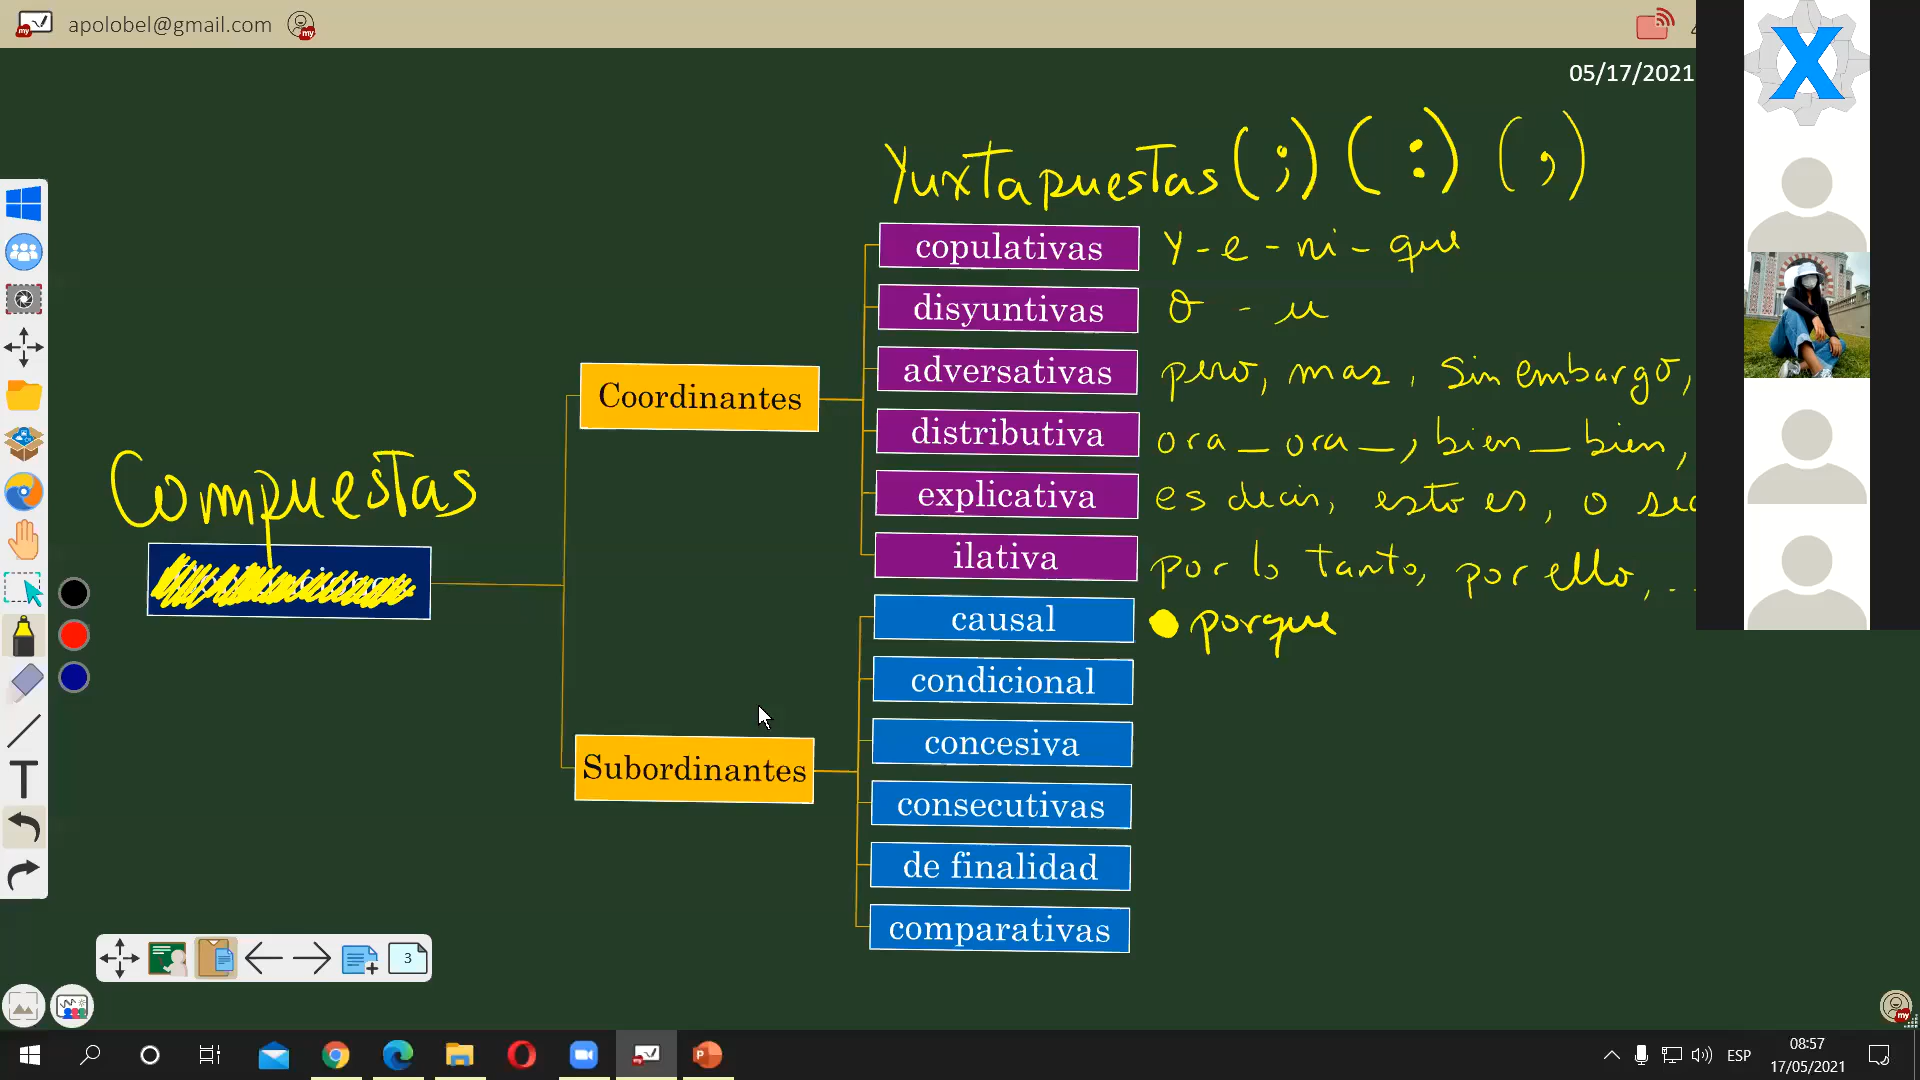 apolobel@gmail.com
05/17/2021
Yuxtapuestas (;) (:) (,)
copulativas y - e - ni - que
disyuntivas o - u
adversativas pero, mas, sin embargo,
Coordinantes
distributiva ora _ ora _, bien _ bien,
Compuestas
explicativa es decir, esto es, o sea
ilativa por lo tanto, por ello, ...
causal porque
condicional
concesiva
Subordinantes
consecutivas
de finalidad
comparativas
3
08:57
ESP
17/05/2021